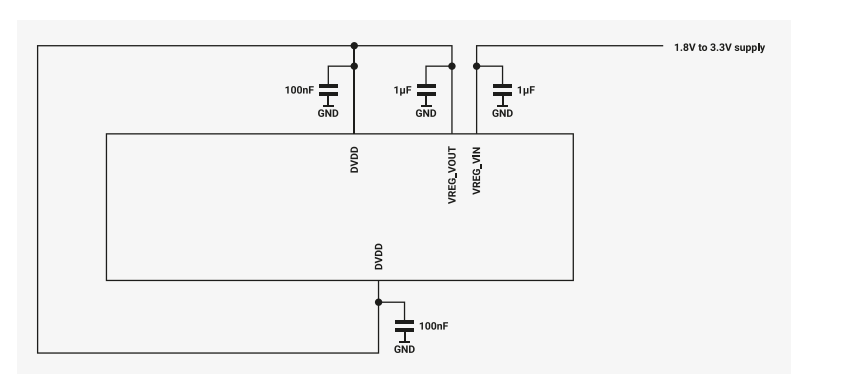 1.8V to 3.3V supply
100nF
1µF
1µF
GND
GND
GND
DVDD
VREG_VOUT
VREG_VIN
DVDD
100nF
GND